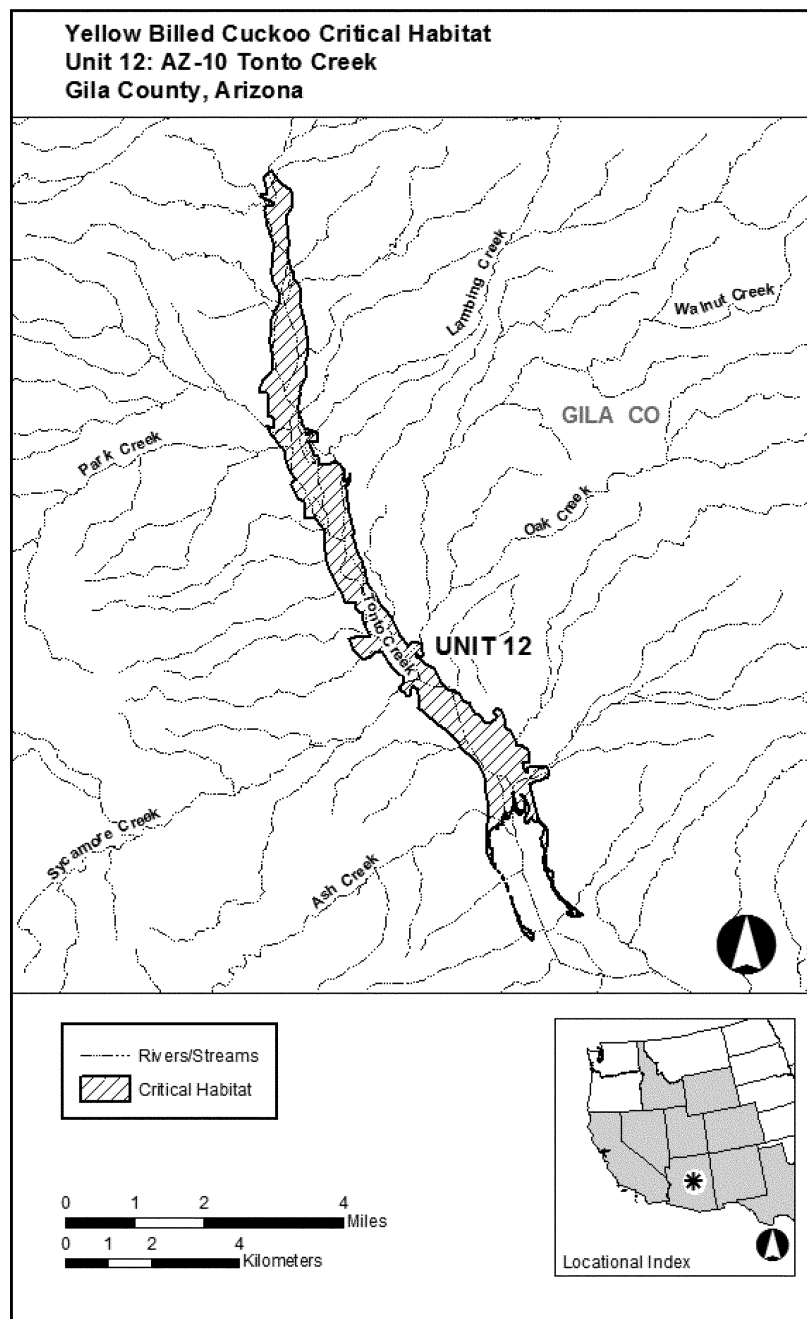 Yellow Billed Cuckoo Critical Habitat
Unit 12: AZ-10 Tonto Creek
Gila County, Arizona
Lambing Creek
Walnut Creek
GILA CO
Park Creek
Oak Creek
Tonto Creek
UNIT 12
Sycamore Creek
Ash Creek
Rivers/Streams
Critical Habitat
0 1 2 4
Miles
0 1 2 4
Kilometers
Locational Index